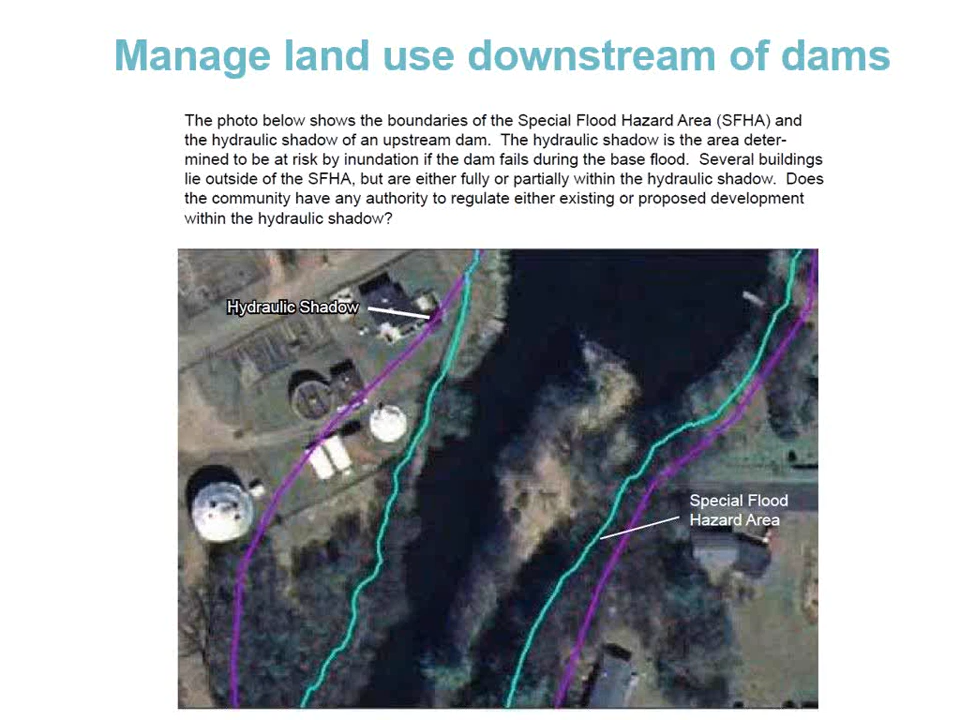 Manage land use downstream of dams
The photo below shows the boundaries of the Special Flood Hazard Area (SFHA) and
the hydraulic shadow of an upstream dam.  The hydraulic shadow is the area deter-
mined to be at risk by inundation if the dam fails during the base flood.  Several buildings
lie outside of the SFHA, but are either fully or partially within the hydraulic shadow.  Does
the community have any authority to regulate either existing or proposed development
within the hydraulic shadow?
Hydraulic Shadow
Special Flood
Hazard Area